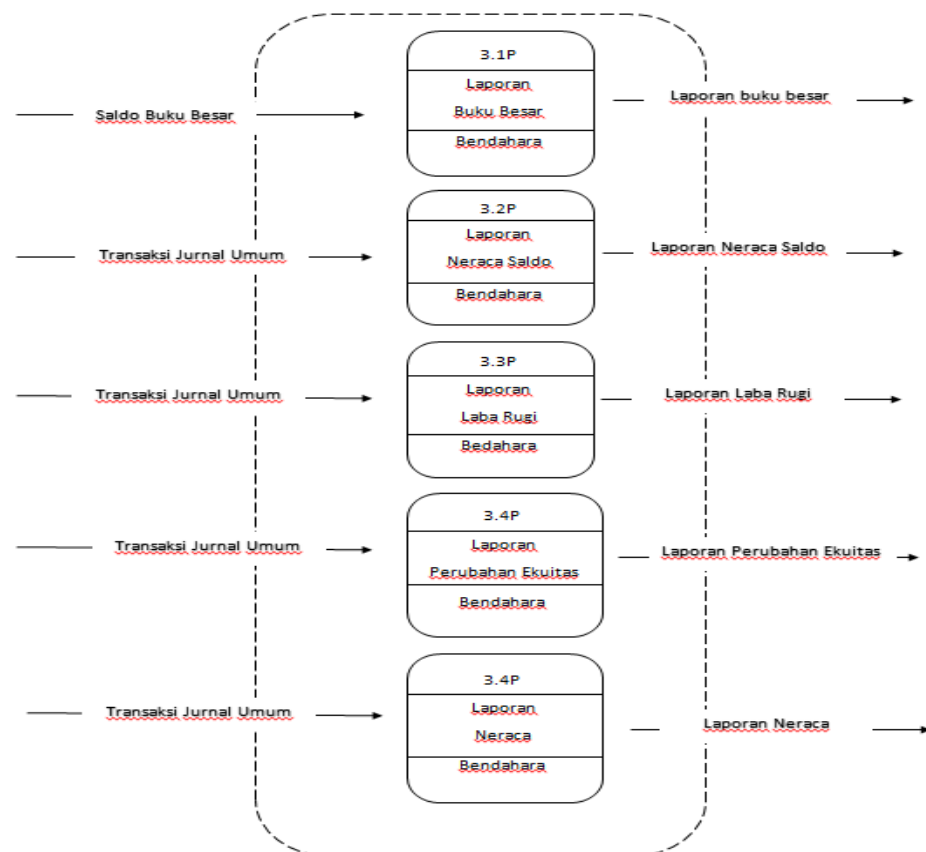 3.1P
Laporan
Buku Besar
Bendahara
Saldo Buku Besar
Laporan buku besar
3.2P
Laporan
Neraca Saldo
Bendahara
Transaksi Jurnal Umum
Laporan Neraca Saldo
3.3P
Laporan
Laba Rugi
Bedahara
Transaksi Jurnal Umum
Laporan Laba Rugi
3.4P
Laporan
Perubahan Ekuitas
Bendahara
Transaksi Jurnal Umum
Laporan Perubahan Ekuitas
3.4P
Laporan
Neraca
Bendahara
Transaksi Jurnal Umum
Laporan Neraca